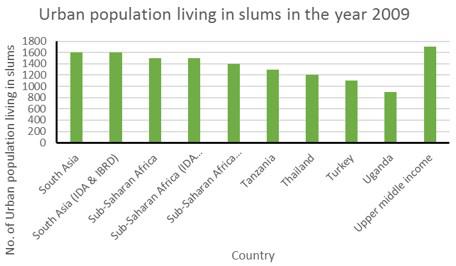 Urban population living in slums in the year 2009
No. of Urban population living in slums
1800
1600
1400
1200
1000
800
600
400
200
0
South Asia
South Asia (IDA & IBRD)
Sub-Saharan Africa
Sub-Saharan Africa (IDA...
Sub-Saharan Africa...
Tanzania
Thailand
Turkey
Uganda
Upper middle income
Country